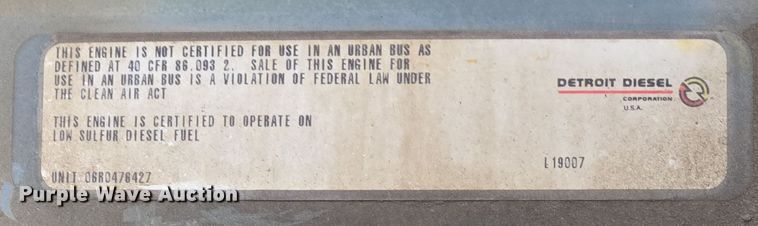 THIS ENGINE IS NOT CERTIFIED FOR USE IN AN URBAN BUS AS
DEFINED AT 40 CFR 86.093 2. SALE OF THIS ENGINE FOR
USE IN AN URBAN BUS IS A VIOLATION OF FEDERAL LAW UNDER
THE CLEAN AIR ACT
THIS ENGINE IS CERTIFIED TO OPERATE ON
LOW SULFUR DIESEL FUEL
UNIT 06R0476427
DETROIT DIESEL
CORPORATION
U.S.A.
L19007
Purple Wave Auction